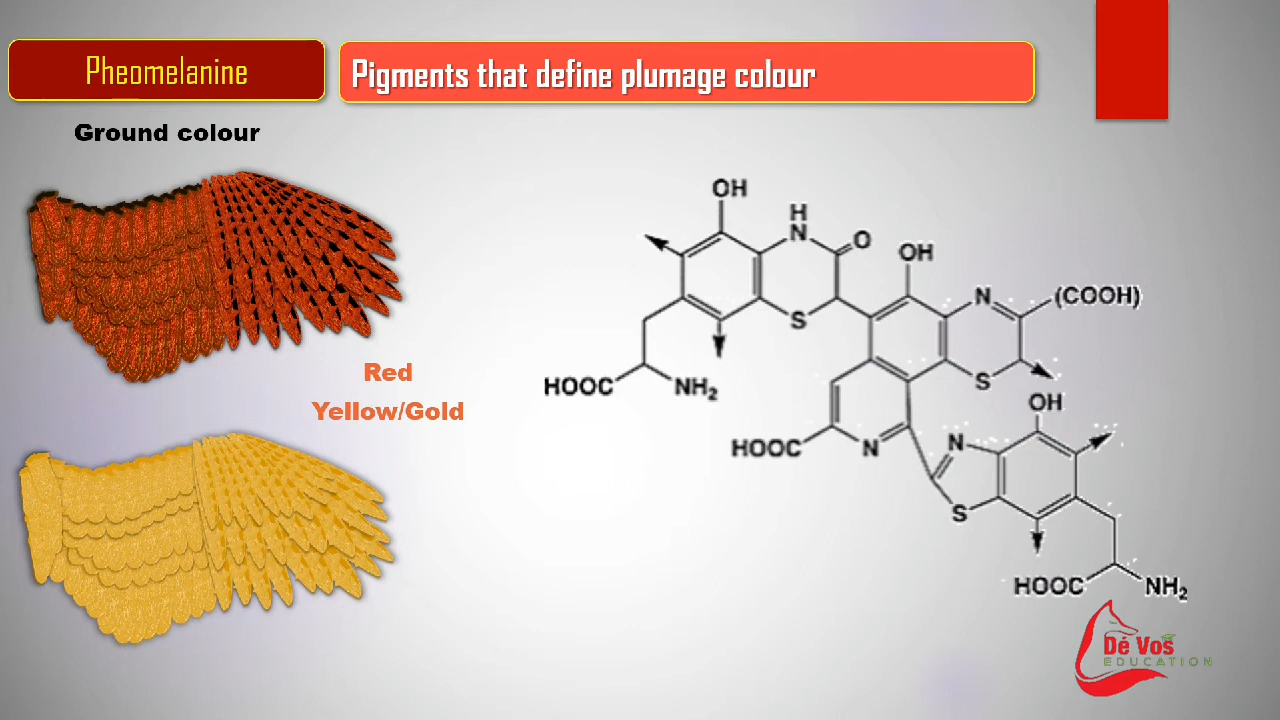 Pheomelanine
Pigments that define plumage colour
Ground colour
Red
Yellow/Gold
OH
H
N
O
S
HOOC
NH2
OH
N
(COOH)
S
HOOC
N
OH
N
S
HOOC
NH2
Dé Vos
EDUCATION